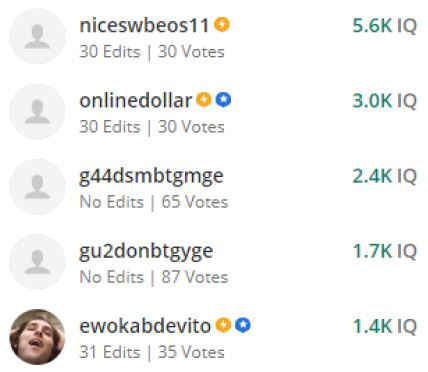 niceswbeos11 5.6K IQ
30 Edits | 30 Votes
onlinedollar 3.0K IQ
30 Edits | 30 Votes
g44dsmbtgmge 2.4K IQ
No Edits | 65 Votes
gu2donbtgyge 1.7K IQ
No Edits | 87 Votes
ewokabdevito 1.4K IQ
31 Edits | 35 Votes